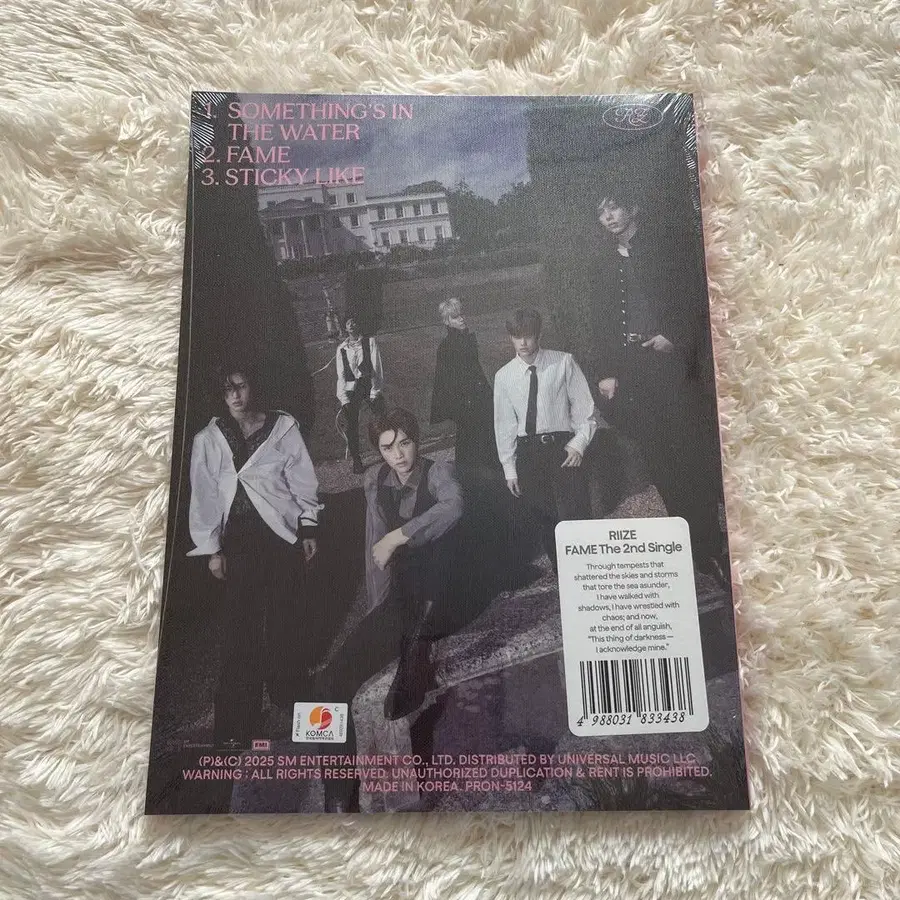 1. SOMETHING'S IN
THE WATER
2. FAME
3. STICKY LIKE
RIIZE
FAME The 2nd Single
Through tempests that
shattered the skies and storms
that tore the sea asunder,
I have walked with
shadows, I have wrestled with
chaos; and now,
at the end of all anguish,
"This thing of darkness—
I acknowledge mine."
4 988031 833438
KOMCA
EMI
(P)&(C) 2025 SM ENTERTAINMENT CO., LTD. DISTRIBUTED BY UNIVERSAL MUSIC LLC
WARNING : ALL RIGHTS RESERVED. UNAUTHORIZED DUPLICATION & RENT IS PROHIBITED.
MADE IN KOREA. PRON-5124